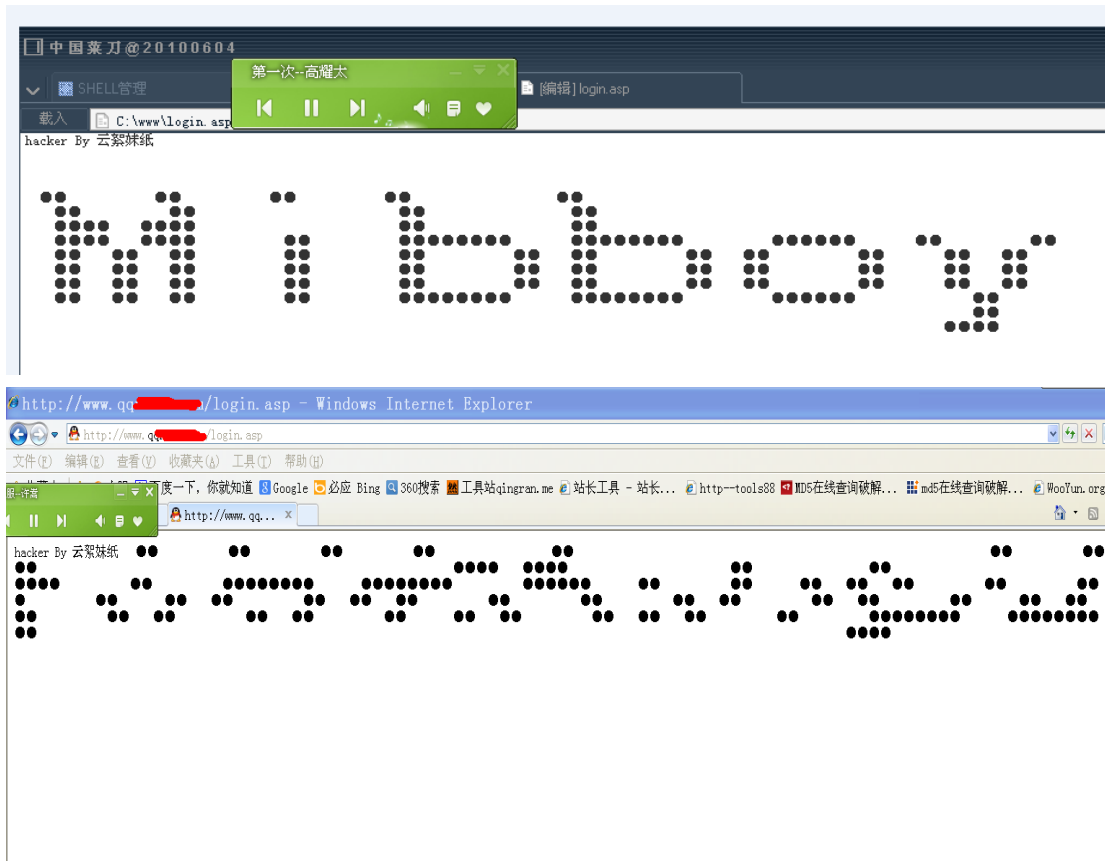 中国菜刀@20100604
第一次--高耀太
SHELL管理
[编辑] login.asp
载入
C:\www\login.asp
hacker By 云絮妹纸
Mibboy
http://www.qq /login.asp - Windows Internet Explorer
http://www.qq /login.asp
文件(F) 编辑(E) 查看(V) 收藏夹(A) 工具(T) 帮助(H)
百度一下，你就知道 Google 必应 Bing 360搜索 工具站qingran.me 站长工具 - 站长... http--tools88 MD5在线查询破解... md5在线查询破解... WooYun.org
http://www.qq... x
hacker By 云絮妹纸